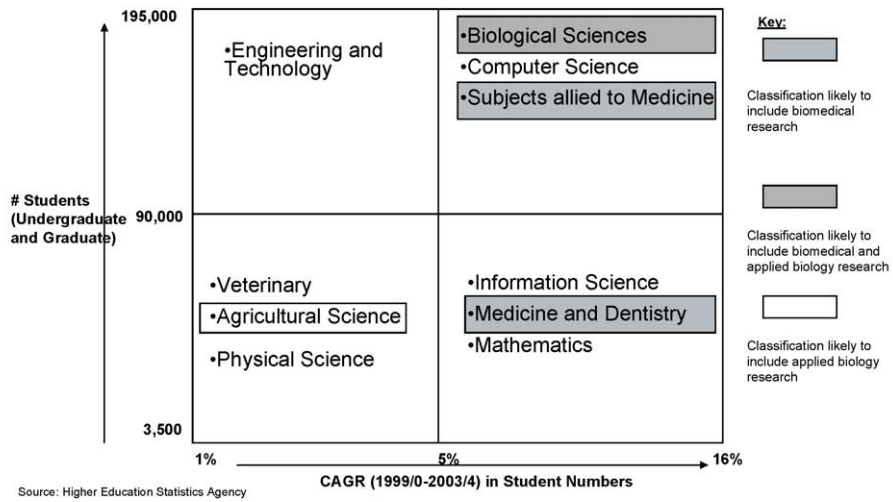 195,000
•Engineering and
Technology
•Biological Sciences
•Computer Science
•Subjects allied to Medicine
Key:
Classification likely to
include biomedical
research
# Students
(Undergraduate
and Graduate)
90,000
Classification likely to
include biomedical and
applied biology research
•Veterinary
•Agricultural Science
•Physical Science
•Information Science
•Medicine and Dentistry
•Mathematics
Classification likely to
include applied biology
research
3,500
1%
5%
16%
CAGR (1999/0-2003/4) in Student Numbers
Source: Higher Education Statistics Agency